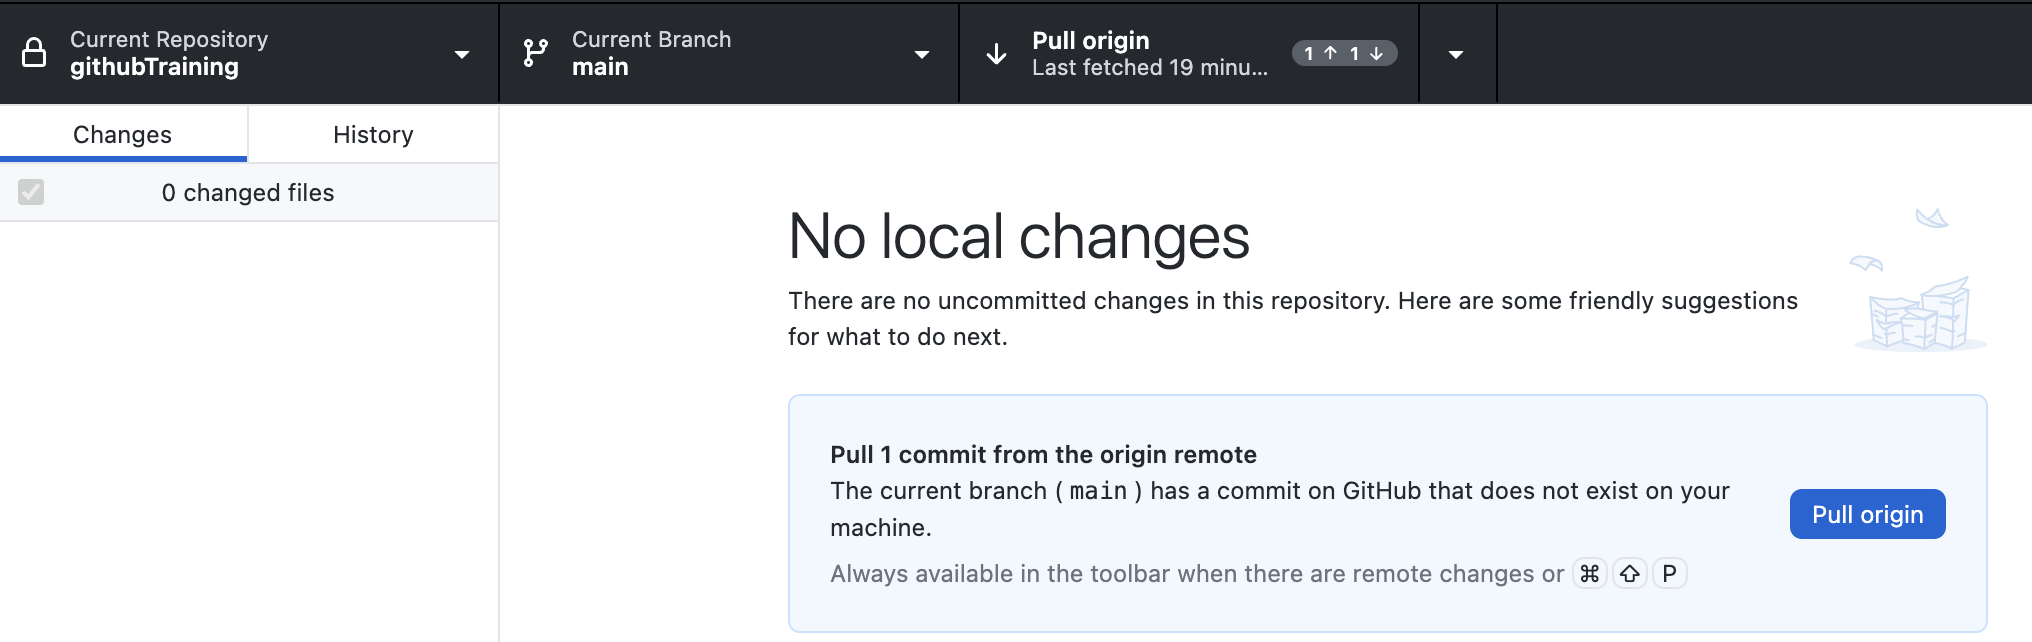 Current Repository
githubTraining
Current Branch
main
Pull origin
Last fetched 19 minu...
1 ↑ 1 ↓
Changes
History
0 changed files
No local changes
There are no uncommitted changes in this repository. Here are some friendly suggestions
for what to do next.
Pull 1 commit from the origin remote
The current branch ( main ) has a commit on GitHub that does not exist on your
machine.
Pull origin
Always available in the toolbar when there are remote changes or ⌘ ⇧ P